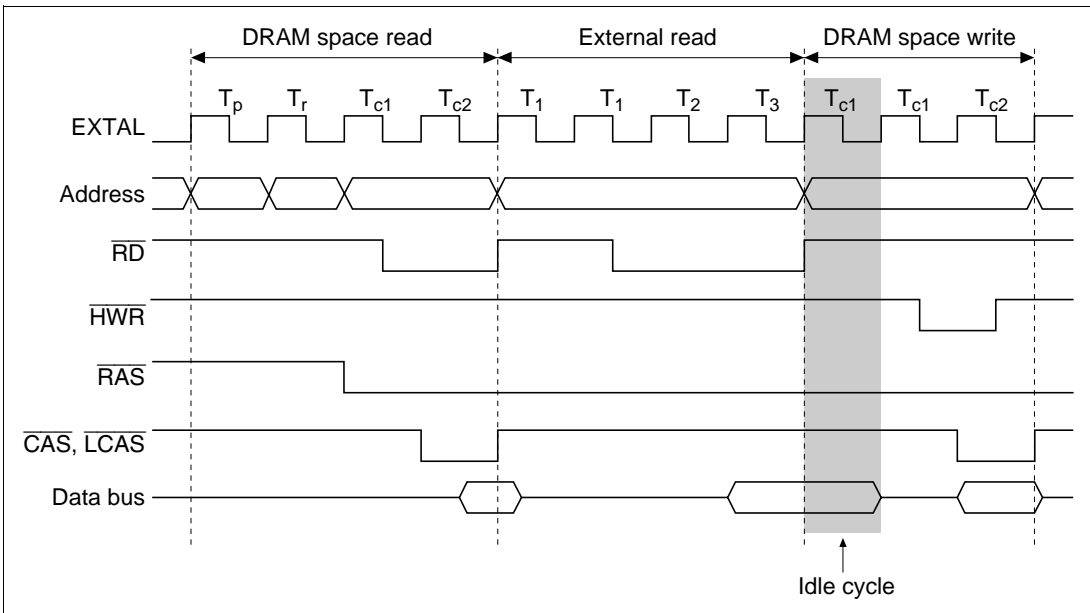 DRAM space read External read DRAM space write
Tp Tr Tc1 Tc2 T1 T1 T2 T3 Tc1 Tc1 Tc2
EXTAL
Address
RD
HWR
RAS
CAS, LCAS
Data bus
Idle cycle